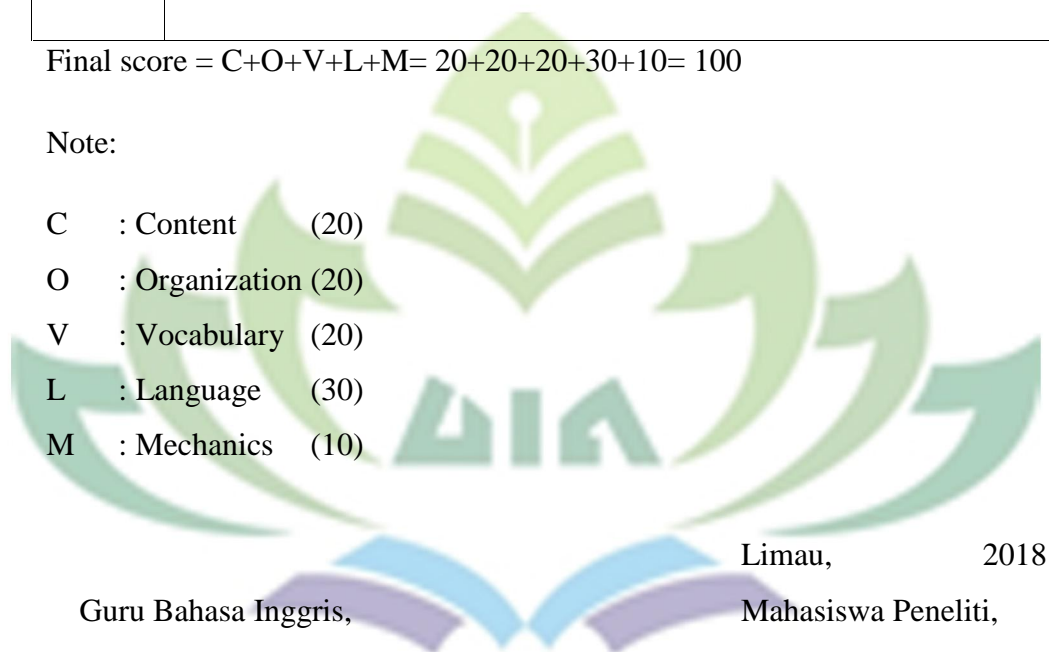 Final score = C+O+V+L+M= 20+20+20+30+10= 100
Note:
C : Content (20)
O : Organization (20)
V : Vocabulary (20)
L : Language (30)
M : Mechanics (10)
UIN
Limau, 2018
Guru Bahasa Inggris, Mahasiswa Peneliti,